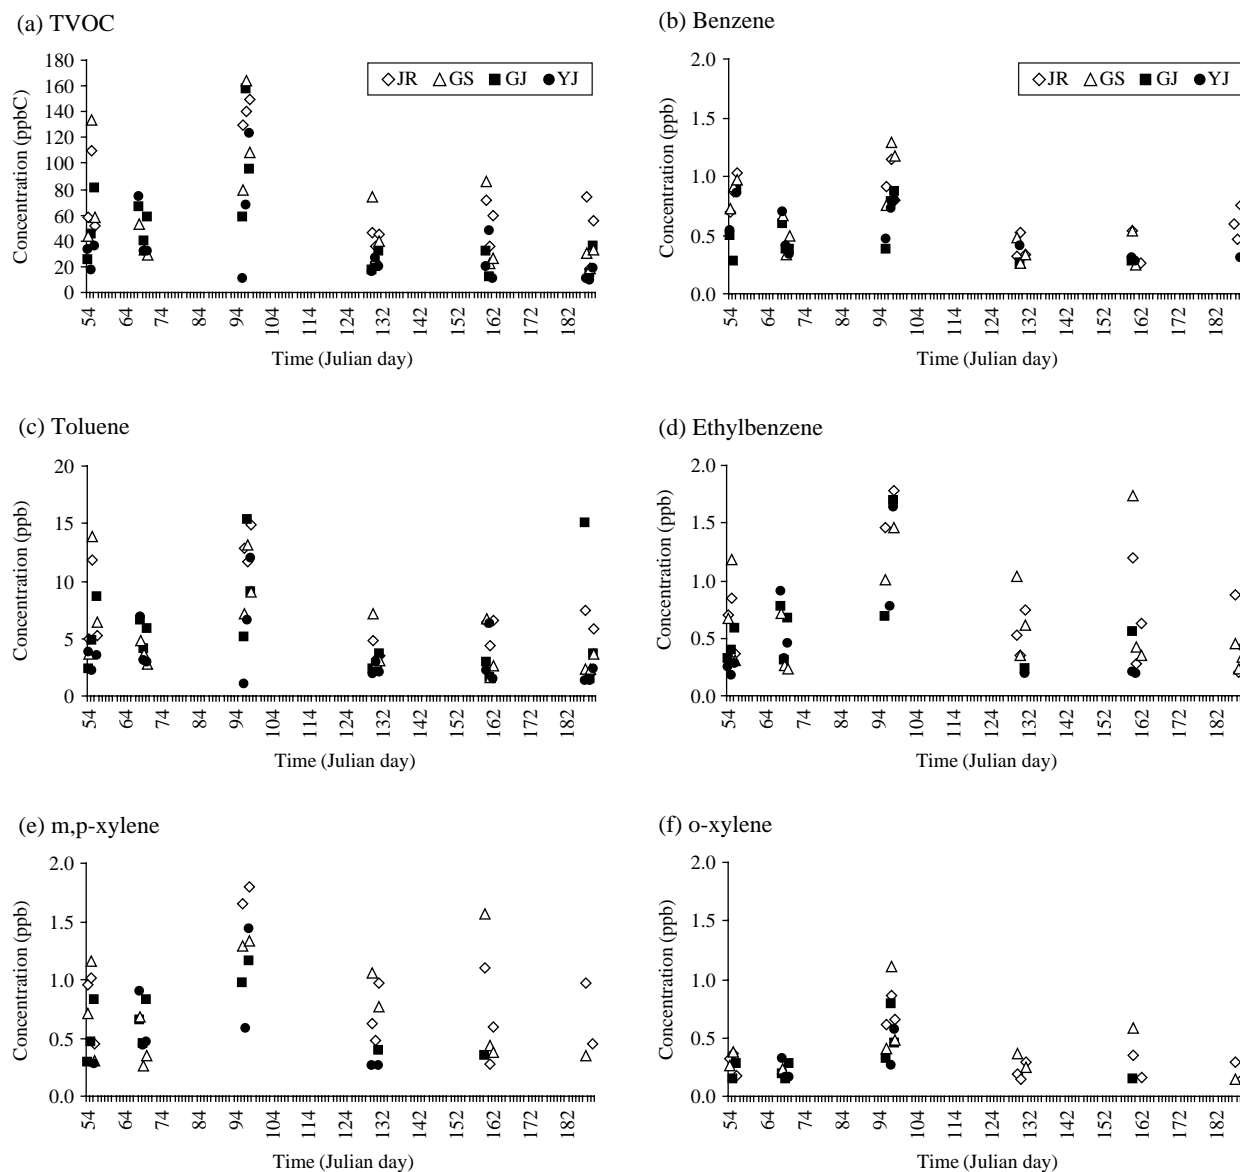 (a) TVOC
180
160
140
120
100
80
60
40
20
0
Concentration (ppbC)
JR GS GJ YJ
54 64 74 84 94 104 114 124 132 142 152 162 172 182
Time (Julian day)
(b) Benzene
2.0
1.5
1.0
0.5
0.0
Concentration (ppb)
JR GS GJ YJ
54 64 74 84 94 104 114 124 132 142 152 162 172 182
Time (Julian day)
(c) Toluene
20
15
10
5
0
Concentration (ppb)
54 64 74 84 94 104 114 124 132 142 152 162 172 182
Time (Julian day)
(d) Ethylbenzene
2.0
1.5
1.0
0.5
0.0
Concentration (ppb)
54 64 74 84 94 104 114 124 132 142 152 162 172 182
Time (Julian day)
(e) m,p-xylene
2.0
1.5
1.0
0.5
0.0
Concentration (ppb)
54 64 74 84 94 104 114 124 132 142 152 162 172 182
Time (Julian day)
(f) o-xylene
2.0
1.5
1.0
0.5
0.0
Concentration (ppb)
54 64 74 84 94 104 114 124 132 142 152 162 172 182
Time (Julian day)